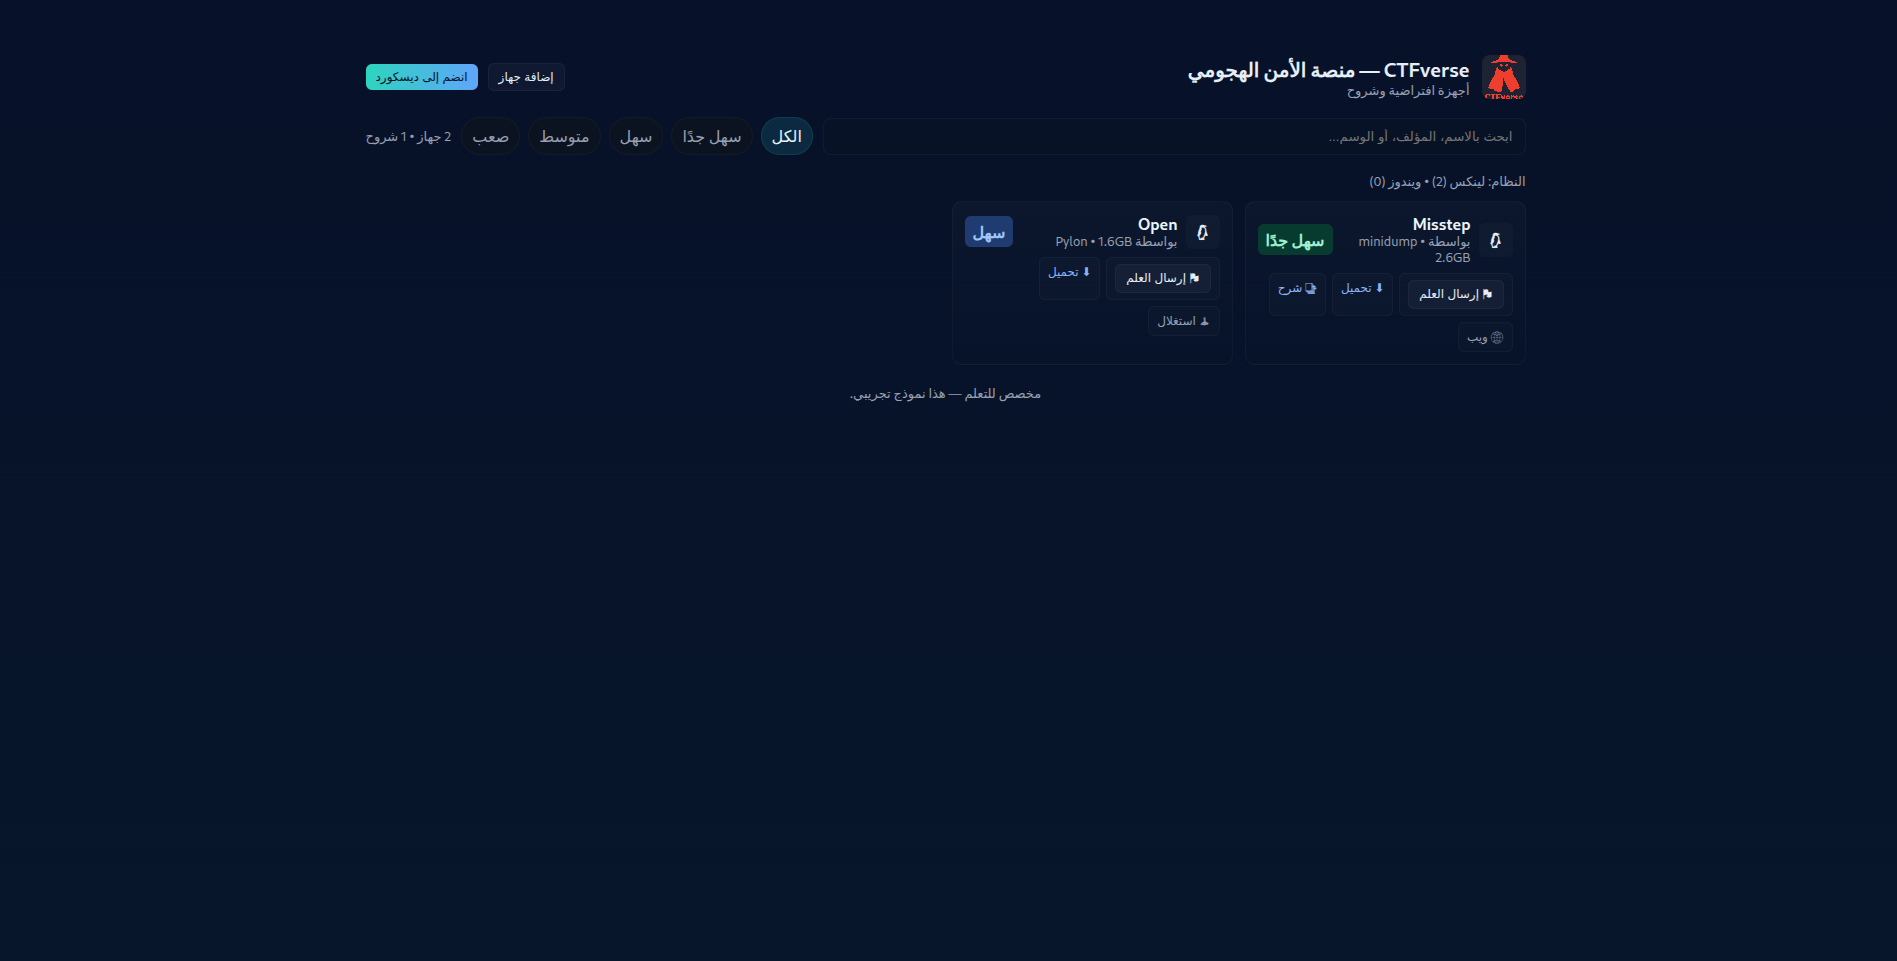 CTFverse
CTFverse — منصة الأمن الهجومي
أجهزة افتراضية وشروح
إضافة جهاز
انضم إلى ديسكورد
ابحث بالاسم، المؤلف، أو الوسم...
الكل
سهل جدًا
سهل
متوسط
صعب
2 جهاز • 1 شروح
النظام: لينكس (2) • ويندوز (0)
Misstep
بواسطة minidump •
2.6GB
سهل جدًا
إرسال العلم
تحميل
شرح
ويب
Open
بواسطة Pylon • 1.6GB
سهل
إرسال العلم
تحميل
استغلال
مخصص للتعلم — هذا نموذج تجريبي.